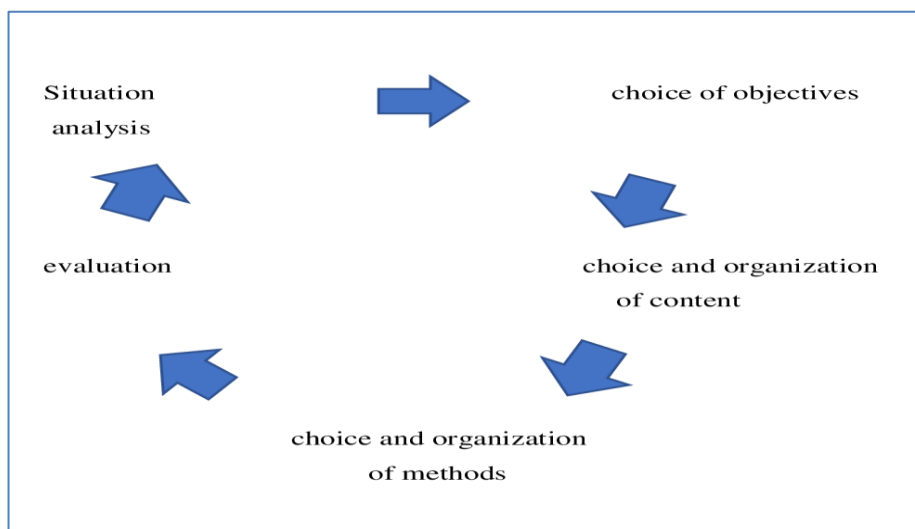 Situation
analysis
choice of objectives
evaluation
choice and organization
of content
choice and organization
of methods